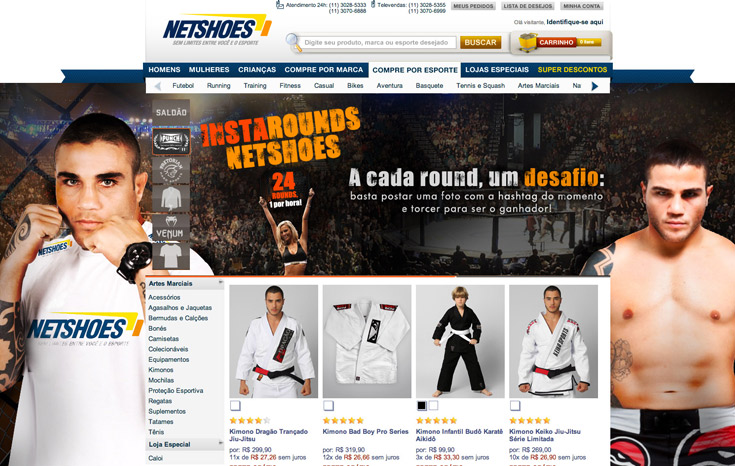 Atendimento 24h: (11) 3028-5333
(11) 3070-6888
Televendas: (11) 3028-5355
(11) 3070-6999
MEUS PEDIDOS
LISTA DE DESEJOS
MINHA CONTA
NETSHOES
SEM LIMITES ENTRE VOCÊ E O ESPORTE
Olá visitante, Identifique-se aqui
Digite seu produto, marca ou esporte desejado
BUSCAR
CARRINHO
HOMENS
MULHERES
CRIANÇAS
COMPRE POR MARCA
COMPRE POR ESPORTE
LOJAS ESPECIAIS
SUPER DESCONTOS
Futebol
Running
Training
Fitness
Casual
Bikes
Aventura
Basquete
Tennis e Squash
Artes Marciais
Na
SALDÃO
PUNCH
PRETORIAN
VENUM
INSTAROUNDS
NETSHOES
24
ROUNDS,
1 por hora!
A cada round, um desafio:
basta postar uma foto com a hashtag do momento
e torcer para ser o ganhador!
NETSHOES
NETSHOES
SEM LIMITES ENTRE VOCÊ E O ESPORTE
Artes Marciais
Acessórios
Agasalhos e Jaquetas
Bermudas e Calções
Bonés
Camisetas
Colecionáveis
Equipamentos
Kimonos
Mochilas
Proteção Esportiva
Regatas
Suplementos
Tatames
Tênis
Loja Especial
Caloi
Kimono Dragão Trançado
Jiu-Jitsu
por: R$ 299,90
11x de R$ 27,26 sem juros
Kimono Bad Boy Pro Series
por: R$ 319,90
12x de R$ 26,66 sem juros
Kimono Infantil Budô Karatê
Aikidô
por: R$ 99,90
3x de R$ 33,30 sem juros
Kimono Keiko Jiu-Jitsu
Série Limitada
por: R$ 269,00
10x de R$ 26,90 sem juros